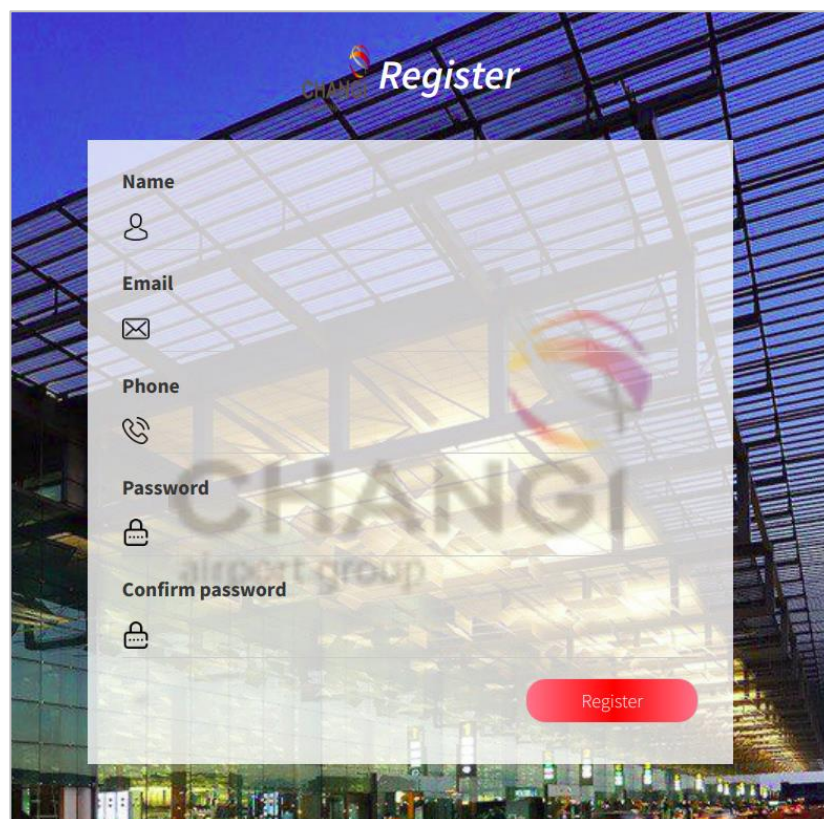 CHANGI
Register
Name
Email
Phone
CHANGI
Password
airport group
Confirm password
Register